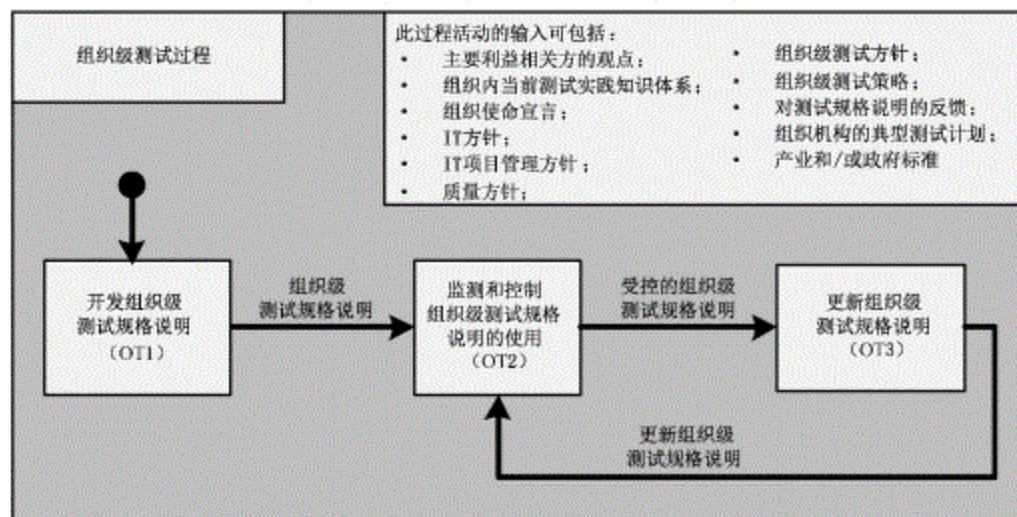 组织级测试过程
此过程活动的输入可包括：
• 主要利益相关方的观点；
• 组织内当前测试实践知识体系；
• 组织使命宣言；
• IT方针；
• IT项目管理方针；
• 质量方针；
• 组织级测试方针；
• 组织级测试策略；
• 对测试规格说明的反馈；
• 组织机构的典型测试计划；
• 产业和/或政府标准
开发组织级
测试规格说明
（OT1）
组织级
测试规格说明
监测和控制
组织级测试规格
说明的使用
（OT2）
受控的组织级
测试规格说明
更新组织级
测试规格说明
（OT3）
更新组织级
测试规格说明